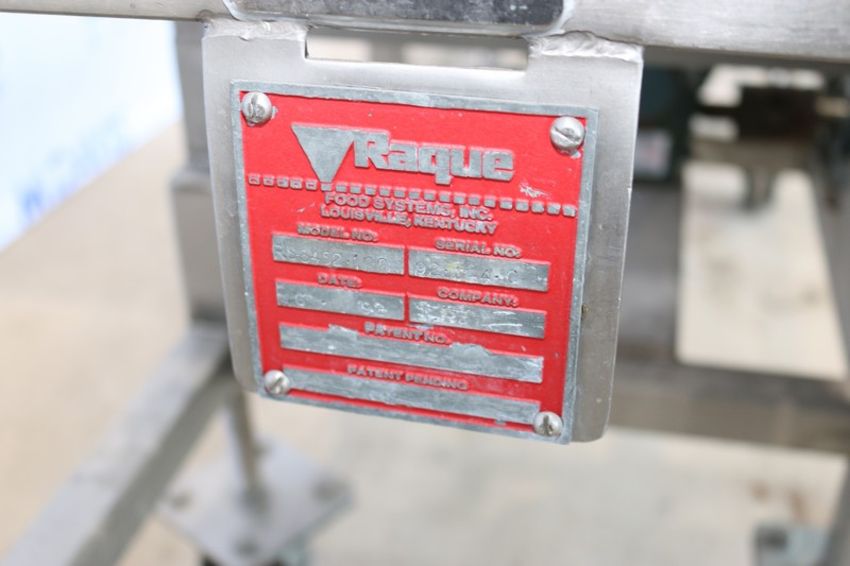 Raque
FOOD SYSTEMS, INC.
LOUISVILLE, KENTUCKY
MODEL NO: SERIAL NO:
DATE: COMPANY:
PATENT NO.
PATENT PENDING